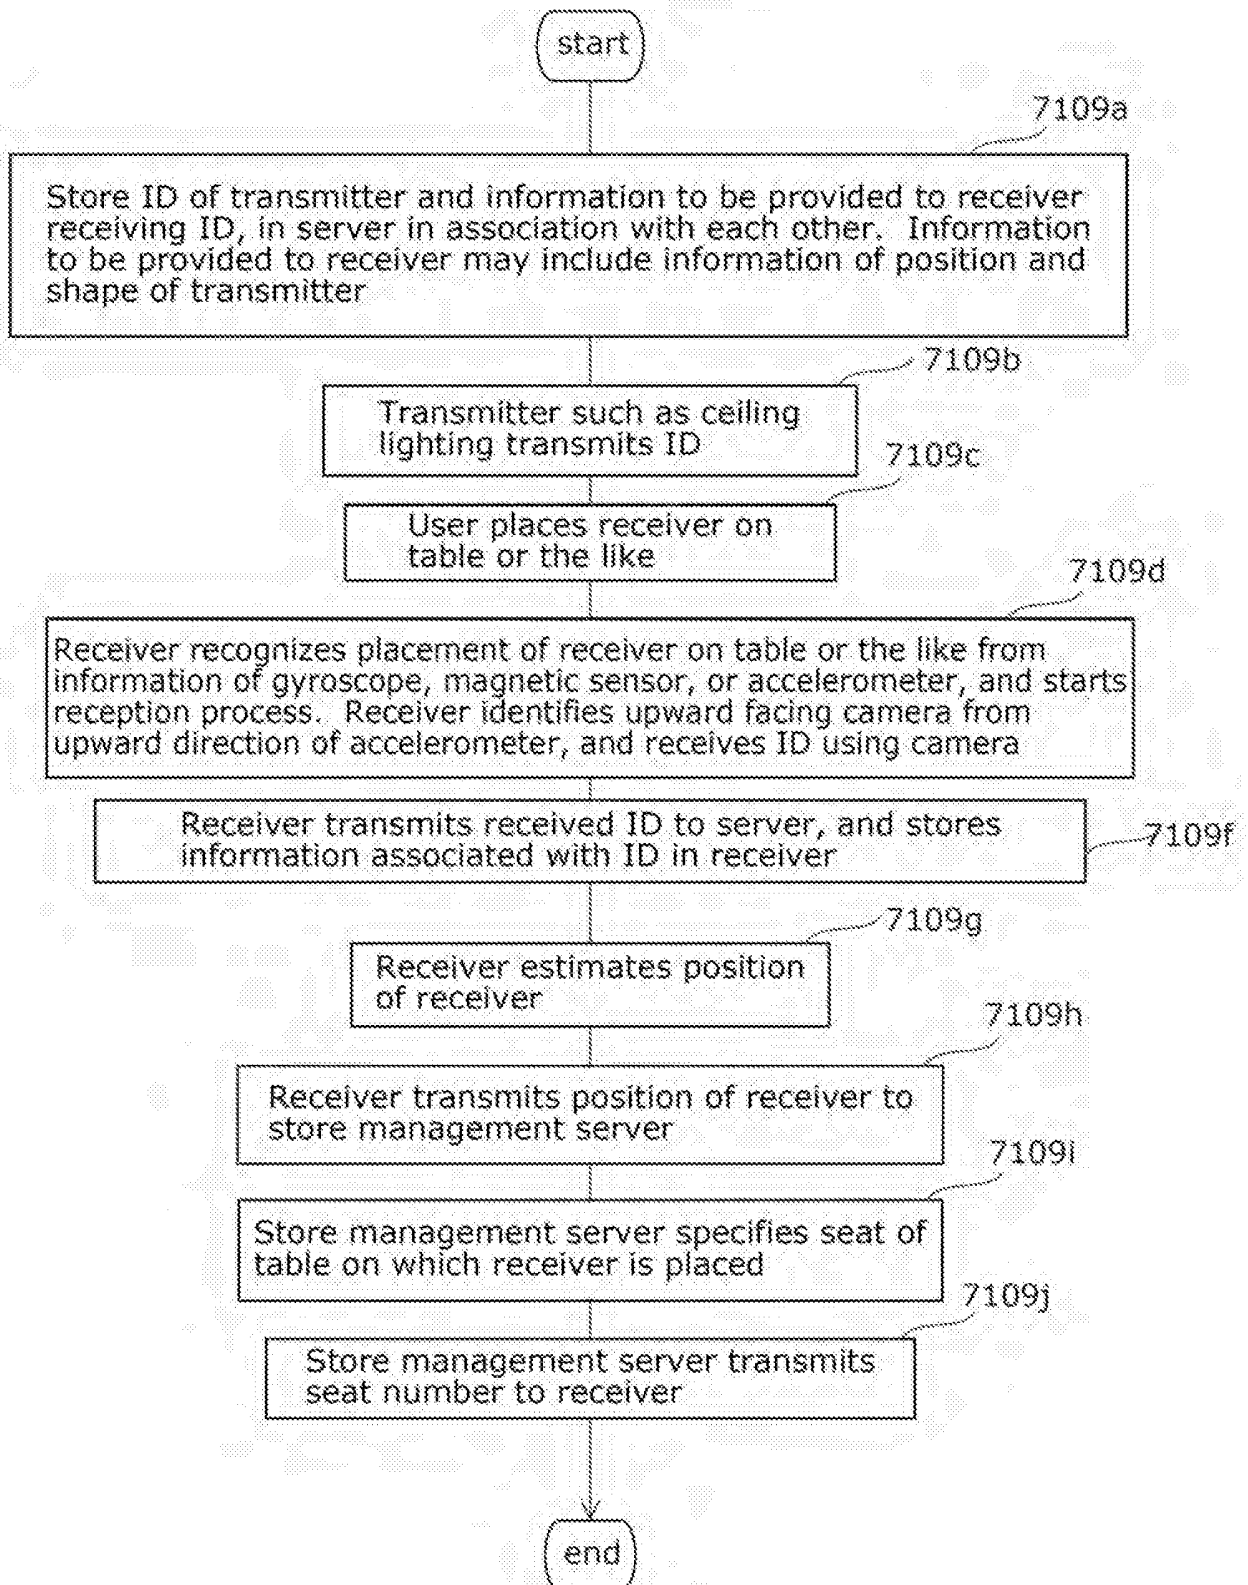 start
7109a
Store ID of transmitter and information to be provided to receiver
receiving ID, in server in association with each other. Information
to be provided to receiver may include information of position and
shape of transmitter
7109b
Transmitter such as ceiling
lighting transmits ID
7109c
User places receiver on
table or the like
7109d
Receiver recognizes placement of receiver on table or the like from
information of gyroscope, magnetic sensor, or accelerometer, and starts
reception process. Receiver identifies upward facing camera from
upward direction of accelerometer, and receives ID using camera
Receiver transmits received ID to server, and stores
information associated with ID in receiver
7109f
7109g
Receiver estimates position
of receiver
7109h
Receiver transmits position of receiver to
store management server
7109i
Store management server specifies seat of
table on which receiver is placed
7109j
Store management server transmits
seat number to receiver
end